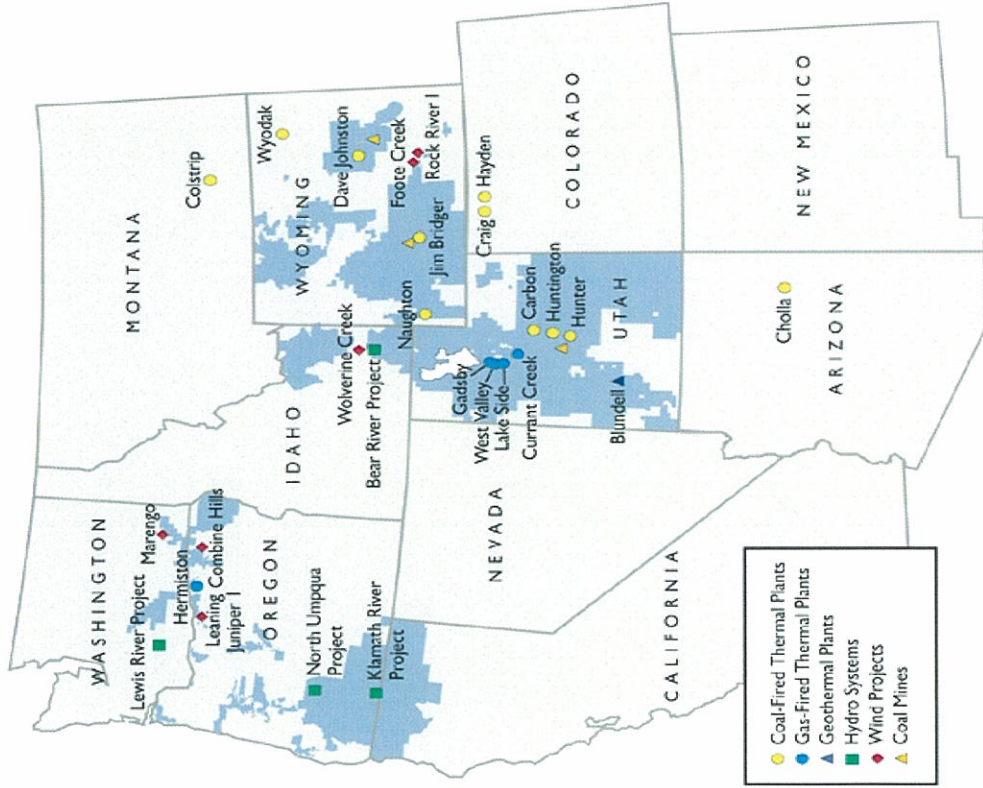 WASHINGTON
Lewis River Project
Marengo
Hermiston
Leaning
Juniper I
Combine Hills
OREGON
North Umpqua
Project
Klamath River
Project
MONTANA
Colstrip
IDAHO
Wolverine Creek
Bear River Project
WYOMING
Wyodak
Dave Johnston
Foote Creek
Rock River I
Jim Bridger
Naughton
NEVADA
Gadsby
West Valley
Lake Side
Currant Creek
Carbon
Huntington
Hunter
UTAH
Blundell
Craig
Hayden
COLORADO
CALIFORNIA
ARIZONA
Cholla
NEW MEXICO
Coal-Fired Thermal Plants
Gas-Fired Thermal Plants
Geothermal Plants
Hydro Systems
Wind Projects
Coal Mines